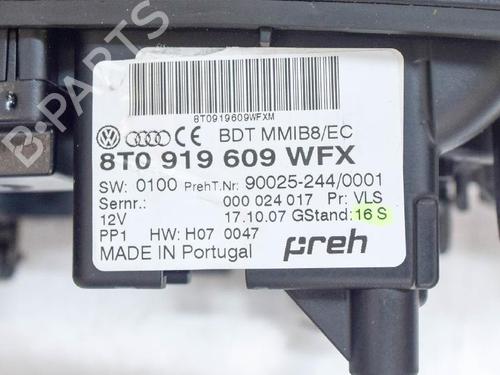 8T0919609WFXM
CE BDT MMIB8/EC
8T0 919 609 WFX
SW: 0100 PrehT.Nr: 90025-244/0001
Sernr.: 000 024 017 Pr: VLS
12V 17.10.07 GStand: 16 S
PP1 HW: H07 0047
MADE IN Portugal preh
B-PARTS